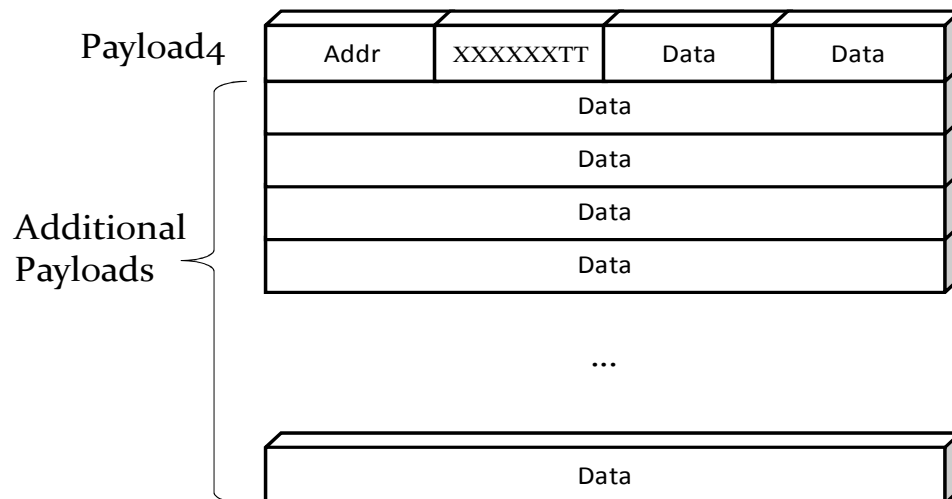 Payload4
Addr XXXXXXTT Data Data
Data
Data
Additional
Payloads
Data
Data
...
Data